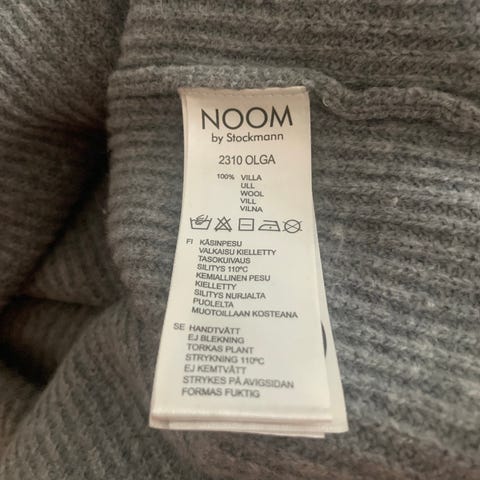 NOOM
by Stockmann
2310 OLGA
100% VILLA
ULL
WOOL
VILL
VILNA
FI KÄSINPESU
VALKAISU KIELLETTY
TASOKUIVAUS
SILITYS 110ºC
KEMIALLINEN PESU
KIELLETTY
SILITYS NURJALTA
PUOLELTA
MUOTOILLAAN KOSTEANA
SE HANDTVÄTT
EJ BLEKNING
TORKAS PLANT
STRYKNING 110ºC
EJ KEMTVÄTT
STRYKES PÅ AVIGSIDAN
FORMAS FUKTIG